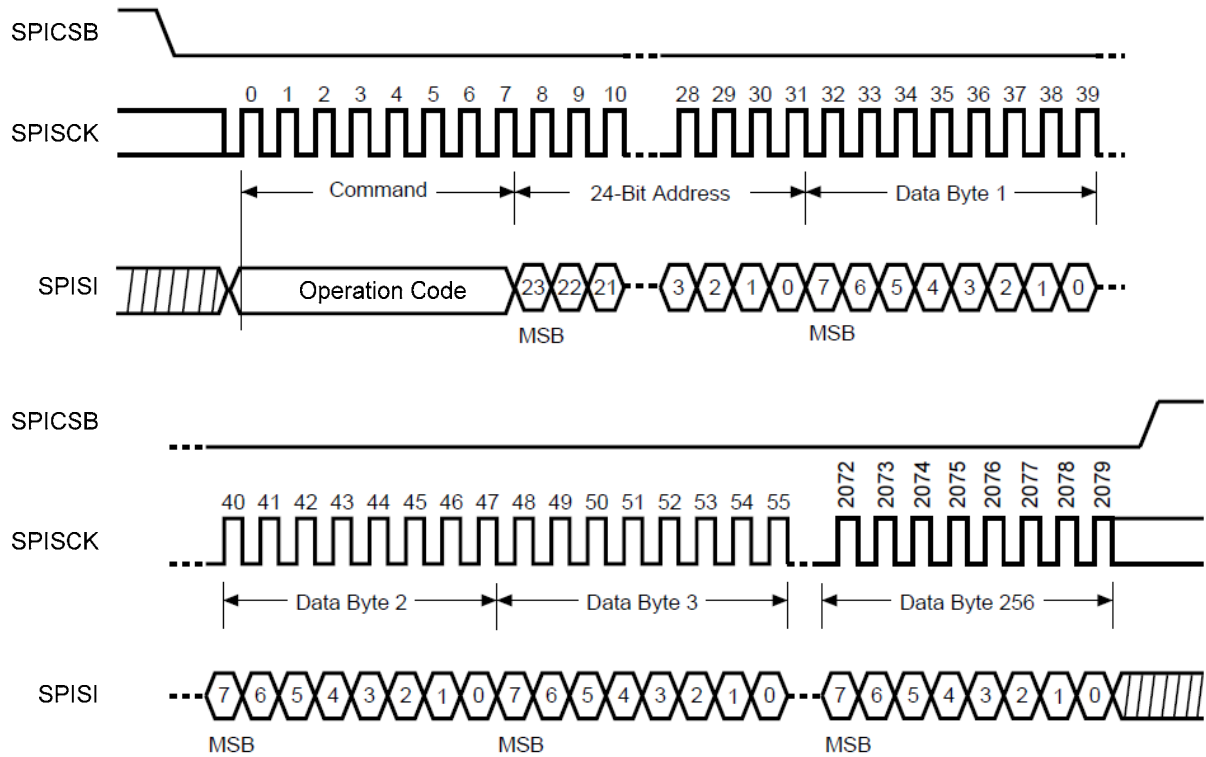 SPICSB
0 1 2 3 4 5 6 7 8 9 10 28 29 30 31 32 33 34 35 36 37 38 39
SPISCK
Command 24-Bit Address Data Byte 1
SPISI Operation Code 23 22 21 3 2 1 0 7 6 5 4 3 2 1 0
MSB MSB
SPICSB
40 41 42 43 44 45 46 47 48 49 50 51 52 53 54 55 2072 2073 2074 2075 2076 2077 2078 2079
SPISCK
Data Byte 2 Data Byte 3 Data Byte 256
SPISI 7 6 5 4 3 2 1 0 7 6 5 4 3 2 1 0 7 6 5 4 3 2 1 0
MSB MSB MSB